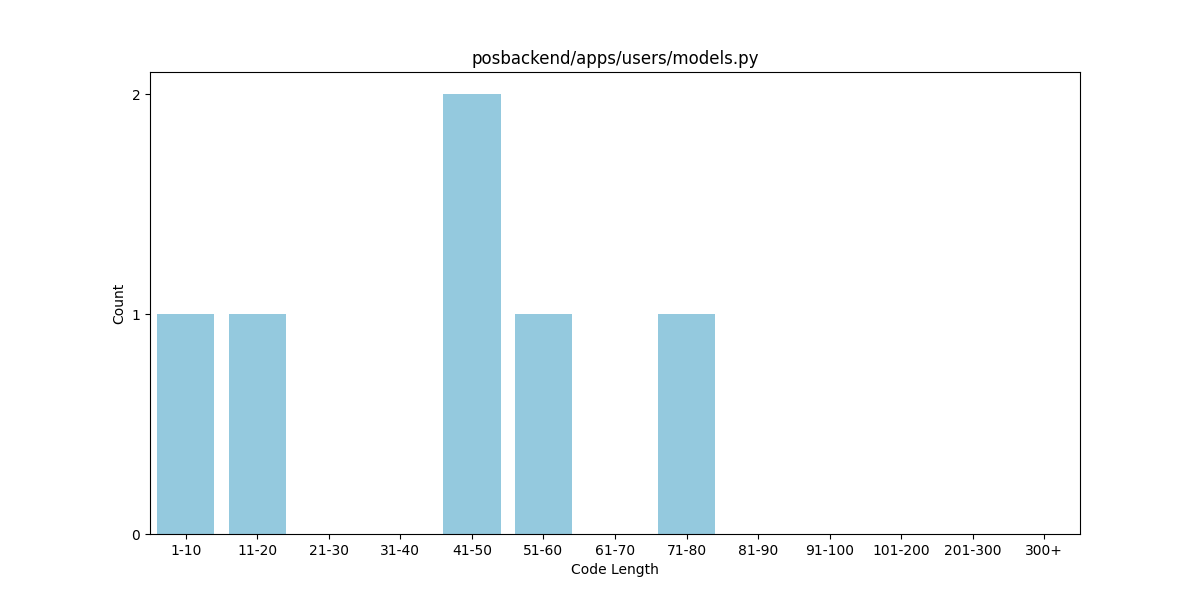 posbackend/apps/users/models.py
2
1
0
Count
1-10 11-20 21-30 31-40 41-50 51-60 61-70 71-80 81-90 91-100 101-200 201-300 300+
Code Length